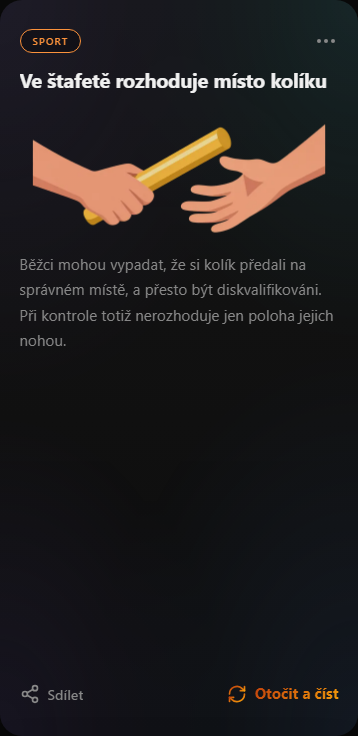 SPORT
Ve štafetě rozhoduje místo kolíku
Běžci mohou vypadat, že si kolík předali na
správném místě, a přesto být diskvalifikováni.
Při kontrole totiž nerozhoduje jen poloha jejich
nohou.
Sdílet
Otočit a číst